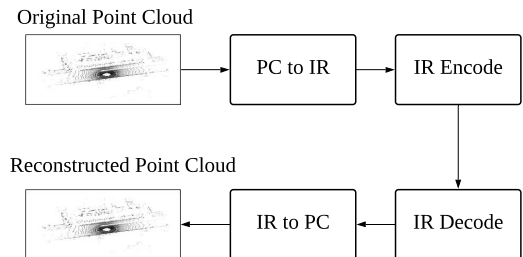 Original Point Cloud
PC to IR
IR Encode
Reconstructed Point Cloud
IR to PC
IR Decode